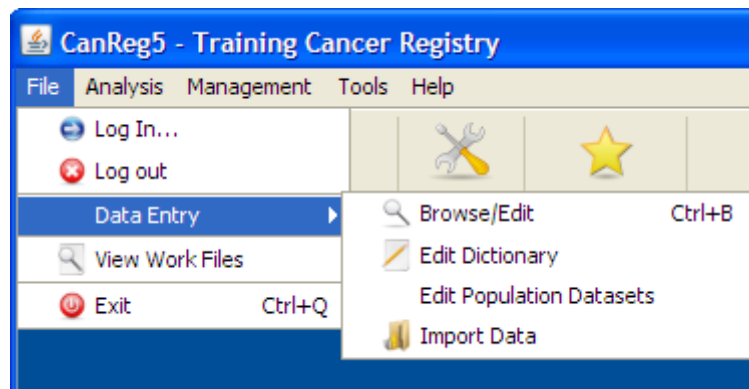 CanReg5 - Training Cancer Registry
File Analysis Management Tools Help
Log In...
Log out
Data Entry
View Work Files
Exit Ctrl+Q
Browse/Edit Ctrl+B
Edit Dictionary
Edit Population Datasets
Import Data